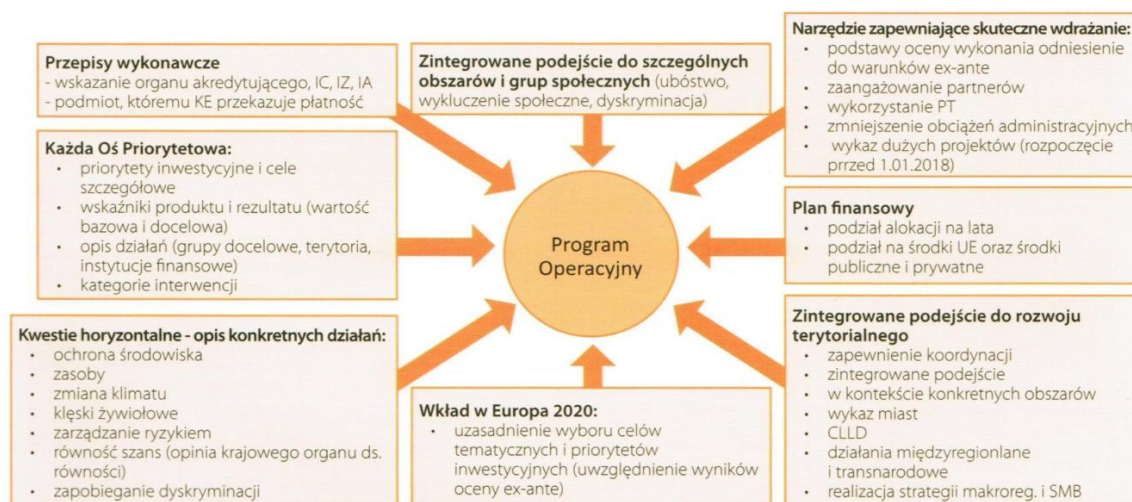 Przepisy wykonawcze
- wskazanie organu akredytującego, IC, IZ, IA
- podmiot, któremu KE przekazuje płatność
Zintegrowane podejście do szczególnych
obszarów i grup społecznych (ubóstwo,
wykluczenie społeczne, dyskryminacja)
Narzędzie zapewniające skuteczne wdrażanie:
• podstawy oceny wykonania odniesienie
do warunków ex-ante
• zaangażowanie partnerów
• wykorzystanie PT
• zmniejszenie obciążeń administracyjnych
• wykaz dużych projektów (rozpoczęcie
prrzed 1.01.2018)
Każda Oś Priorytetowa:
• priorytety inwestycyjne i cele
szczegółowe
• wskaźniki produktu i rezultatu (wartość
bazowa i docelowa)
• opis działań (grupy docelowe, terytoria,
instytucje finansowe)
• kategorie interwencji
Program
Operacyjny
Plan finansowy
• podział alokacji na lata
• podział na środki UE oraz środki
publiczne i prywatne
Kwestie horyzontalne - opis konkretnych działań:
• ochrona środowiska
• zasoby
• zmiana klimatu
• klęski żywiołowe
• zarządzanie ryzykiem
• równość szans (opinia krajowego organu ds.
równości)
• zapobieganie dyskryminacji
Wkład w Europa 2020:
• uzasadnienie wyboru celów
tematycznych i priorytetów
inwestycyjnych (uwzględnienie wyników
oceny ex-ante)
Zintegrowane podejście do rozwoju
terytorialnego
• zapewnienie koordynacji
• zintegrowane podejście
• w kontekście konkretnych obszarów
• wykaz miast
• CLLD
• działania międzyregionlane
i transnarodowe
• realizacja strategii makroreg. i SMB